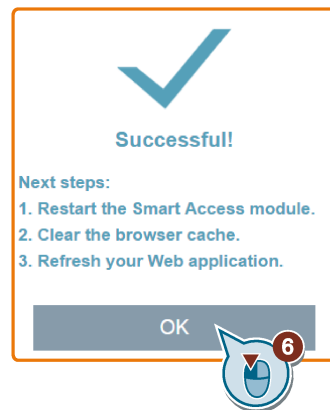 Successful!
Next steps:
1. Restart the Smart Access module.
2. Clear the browser cache.
3. Refresh your Web application.
OK
6